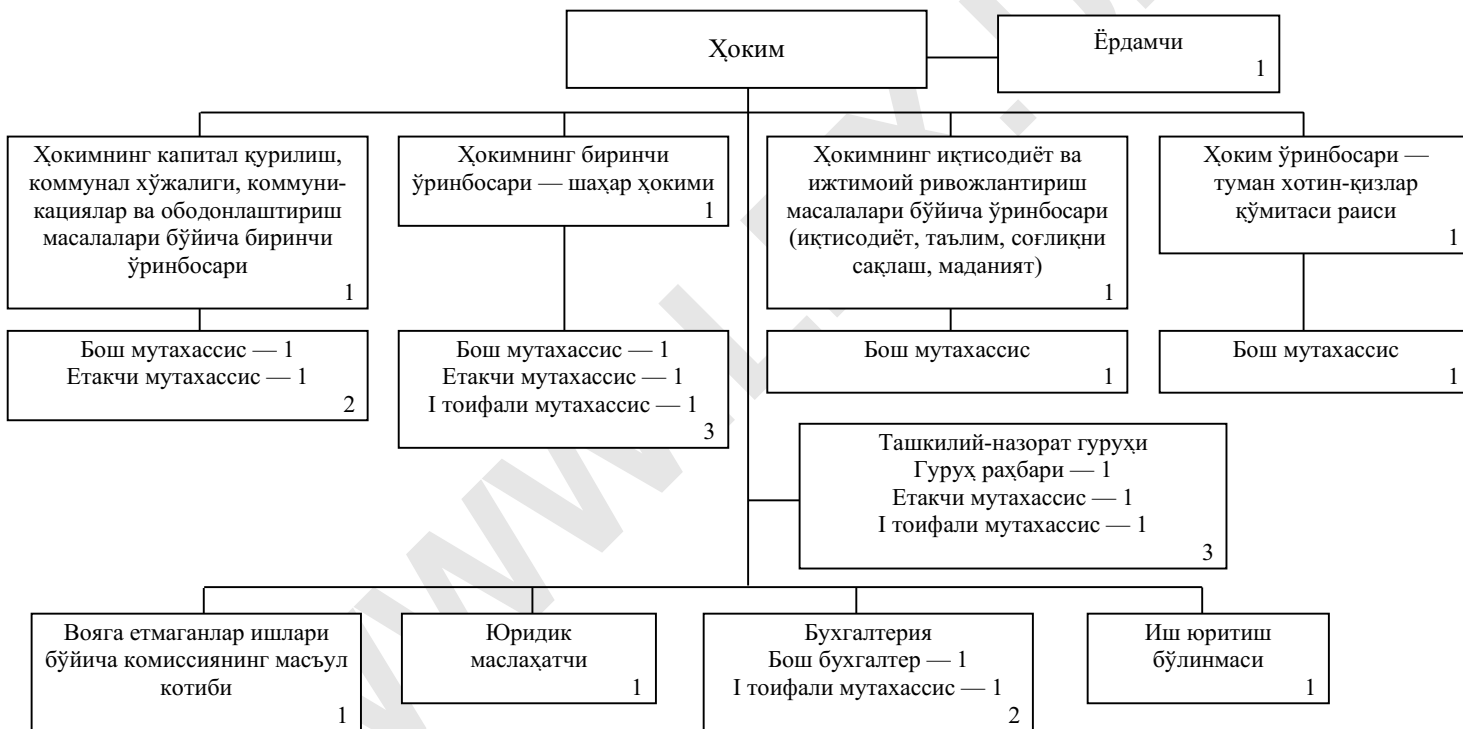 Ҳоким
Ёрдамчи
1
Ҳокимнинг капитал қурилиш,
коммунал хўжалиги, коммуни-
кациялар ва ободонлаштириш
масалалари бўйича биринчи
ўринбосари
1
Ҳокимнинг биринчи
ўринбосари — шаҳар ҳокими
1
Ҳокимнинг иқтисодиёт ва
ижтимоий ривожлантириш
масалалари бўйича ўринбосари
(иқтисодиёт, таълим, соғлиқни
сақлаш, маданият)
1
Ҳоким ўринбосари —
туман хотин-қизлар
қўмитаси раиси
1
Бош мутахассис — 1
Етакчи мутахассис — 1
2
Бош мутахассис — 1
Етакчи мутахассис — 1
I тоифали мутахассис — 1
3
Бош мутахассис
1
Бош мутахассис
1
Ташкилий-назорат гуруҳи
Гуруҳ раҳбари — 1
Етакчи мутахассис — 1
I тоифали мутахассис — 1
3
Вояга етмаганлар ишлари
бўйича комиссиянинг масъул
котиби
1
Юридик
маслаҳатчи
1
Бухгалтерия
Бош бухгалтер — 1
I тоифали мутахассис — 1
2
Иш юритиш
бўлинмаси
1